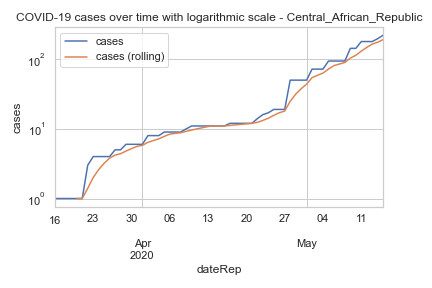 COVID-19 cases over time with logarithmic scale - Central_African_Republic
cases
cases (rolling)
cases
10²
10¹
10⁰
16 23 30 06 13 20 27 04 11
Apr May
2020
dateRep